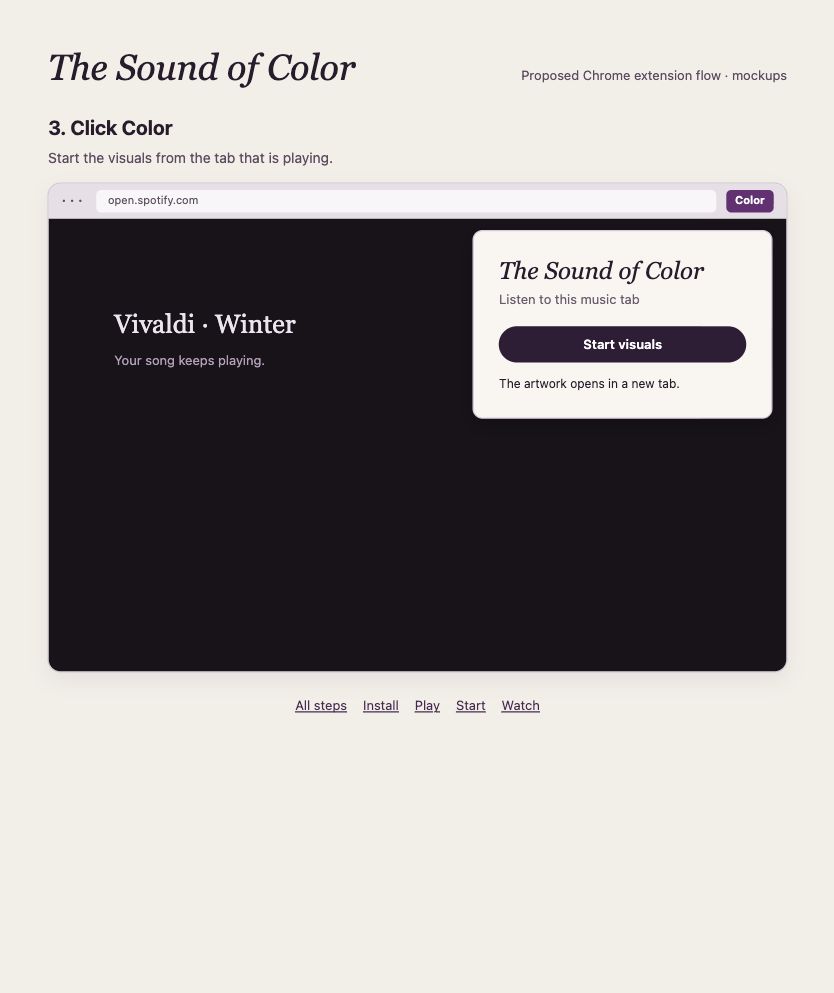 The Sound of Color
Proposed Chrome extension flow · mockups
3. Click Color
Start the visuals from the tab that is playing.
open.spotify.com
Color
The Sound of Color
Listen to this music tab
Start visuals
The artwork opens in a new tab.
Vivaldi · Winter
Your song keeps playing.
All steps Install Play Start Watch